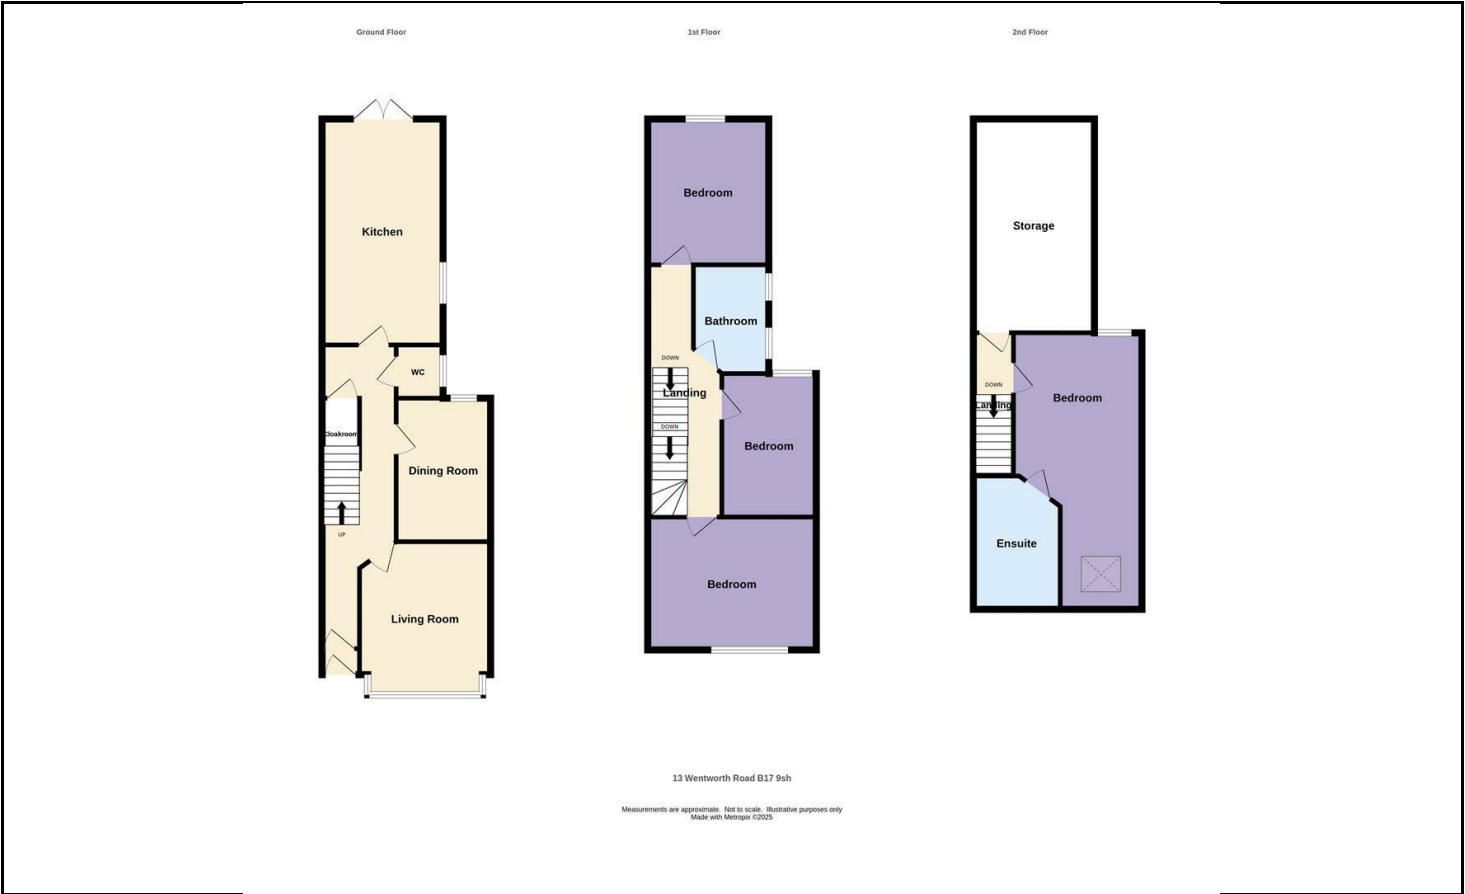 Ground Floor
1st Floor
2nd Floor
Kitchen
WC
Cloakroom
Dining Room
UP
Living Room
Bedroom
Bathroom
DOWN
Landing
DOWN
Bedroom
Bedroom
Storage
DOWN
Landing
Bedroom
Ensuite
13 Wentworth Road B17 9sh
Measurements are approximate. Not to scale. Illustrative purposes only
Made with Metropix ©2025